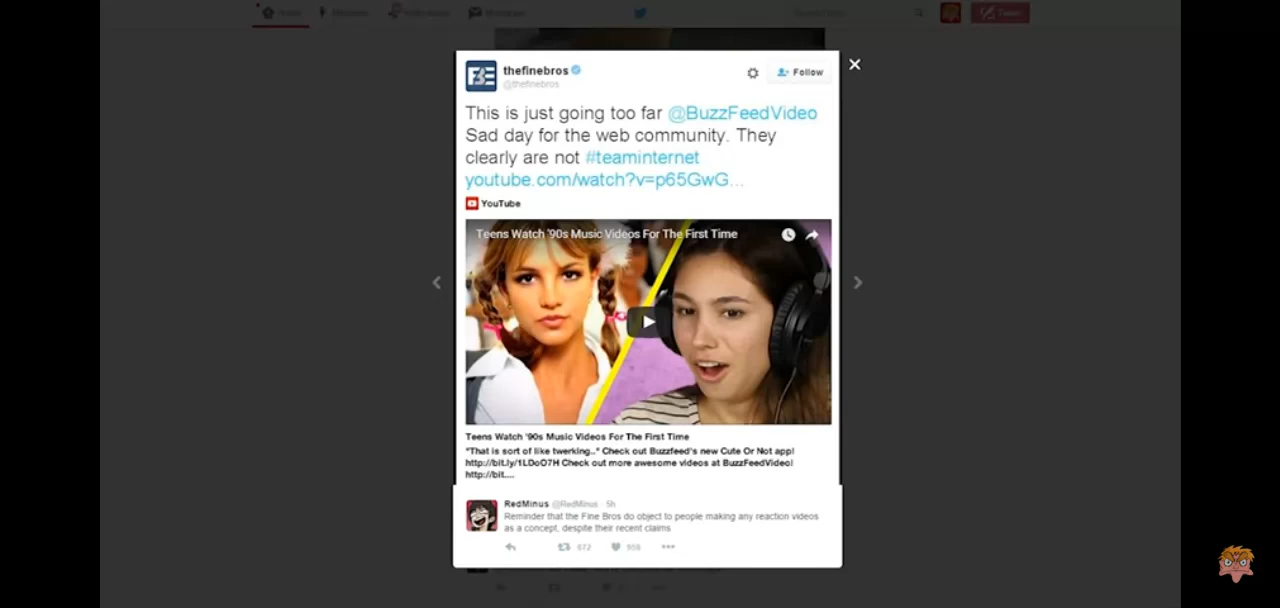 thefinebros
@thefinebros
Follow
This is just going too far @BuzzFeedVideo
Sad day for the web community. They
clearly are not #teaminternet
youtube.com/watch?v=p65GwG...
YouTube
Teens Watch '90s Music Videos For The First Time
Teens Watch '90s Music Videos For The First Time
"That is sort of like twerking.." Check out Buzzfeed's new Cute Or Not app!
http://bit.ly/1LDoO7H Check out more awesome videos at BuzzFeedVideo!
http://bit....
RedMinus @RedMinus · 5h
Reminder that the Fine Bros do object to people making any reaction videos
as a concept, despite their recent claims
672